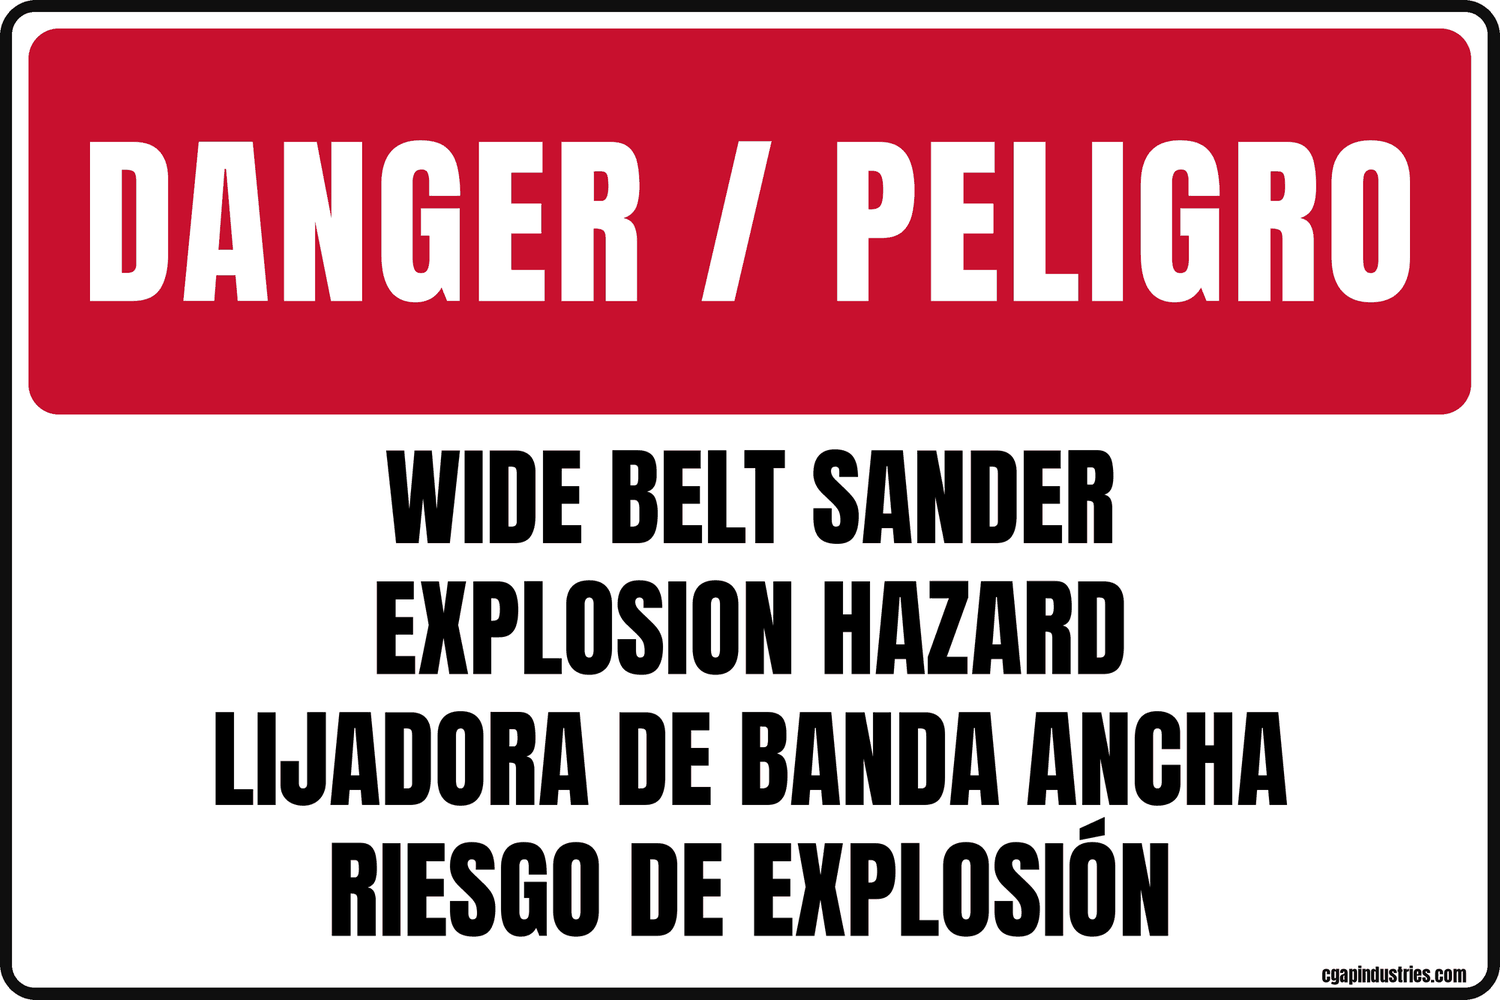 DANGER / PELIGRO
WIDE BELT SANDER
EXPLOSION HAZARD
LIJADORA DE BANDA ANCHA
RIESGO DE EXPLOSIÓN
cgapindustries.com